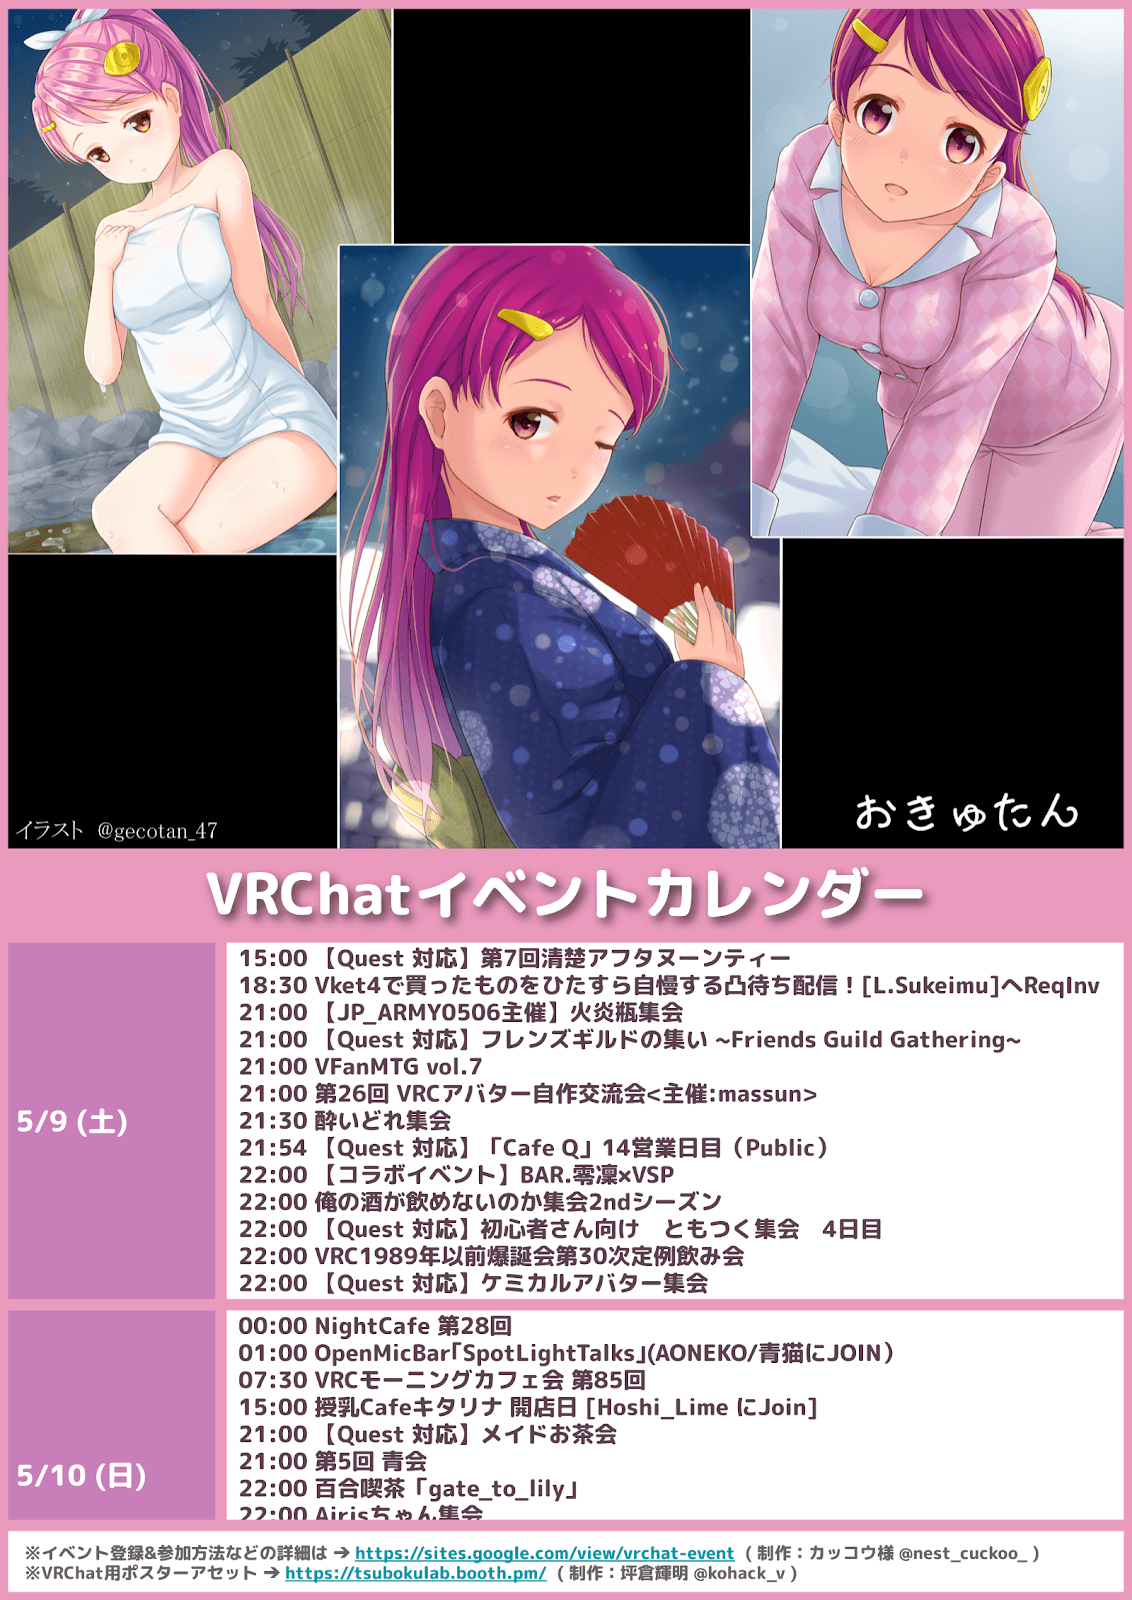 イラスト @gecotan_47
おきゅたん
VRChatイベントカレンダー
5/9 (土)
15:00 【Quest 対応】第7回清楚アフタヌーンティー
18:30 Vket4で買ったものをひたすら自慢する凸待ち配信！[L.Sukeimu]へReqInv
21:00 【JP_ARMY0506主催】火炎瓶集会
21:00 【Quest 対応】フレンズギルドの集い ~Friends Guild Gathering~
21:00 VFanMTG vol.7
21:00 第26回 VRCアバター自作交流会<主催:massun>
21:30 酔いどれ集会
21:54 【Quest 対応】「Cafe Q」14営業日目（Public）
22:00 【コラボイベント】BAR.零凜×VSP
22:00 俺の酒が飲めないのか集会2ndシーズン
22:00 【Quest 対応】初心者さん向け　ともつく集会　4日目
22:00 VRC1989年以前爆誕会第30次定例飲み会
22:00 【Quest 対応】ケミカルアバター集会
5/10 (日)
00:00 NightCafe 第28回
01:00 OpenMicBar｢SpotLightTalks｣(AONEKO/青猫にJOIN）
07:30 VRCモーニングカフェ会 第85回
15:00 授乳Cafeキタリナ 開店日 [Hoshi_Lime にJoin]
21:00 【Quest 対応】メイドお茶会
21:00 第5回 青会
22:00 百合喫茶「gate_to_lily」
22:00 Airisちゃん集会
※イベント登録&参加方法などの詳細は → https://sites.google.com/view/vrchat-event （制作：カッコウ様 @nest_cuckoo_ ）
※VRChat用ポスターアセット → https://tsubokulab.booth.pm/ （制作：坪倉輝明 @kohack_v ）